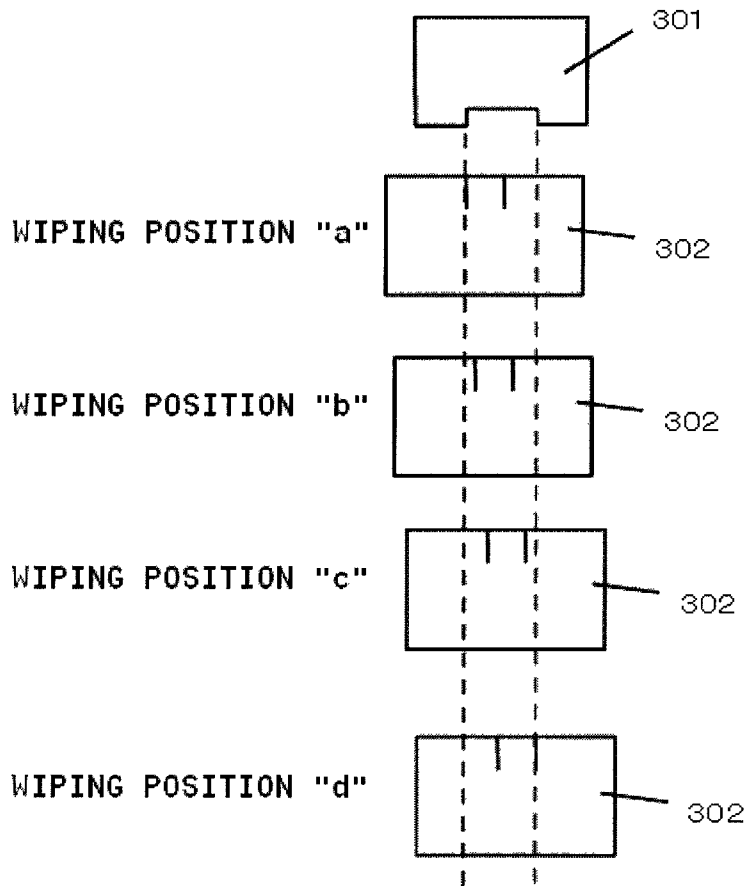 301
WIPING POSITION "a"
302
WIPING POSITION "b"
302
WIPING POSITION "c"
302
WIPING POSITION "d"
302